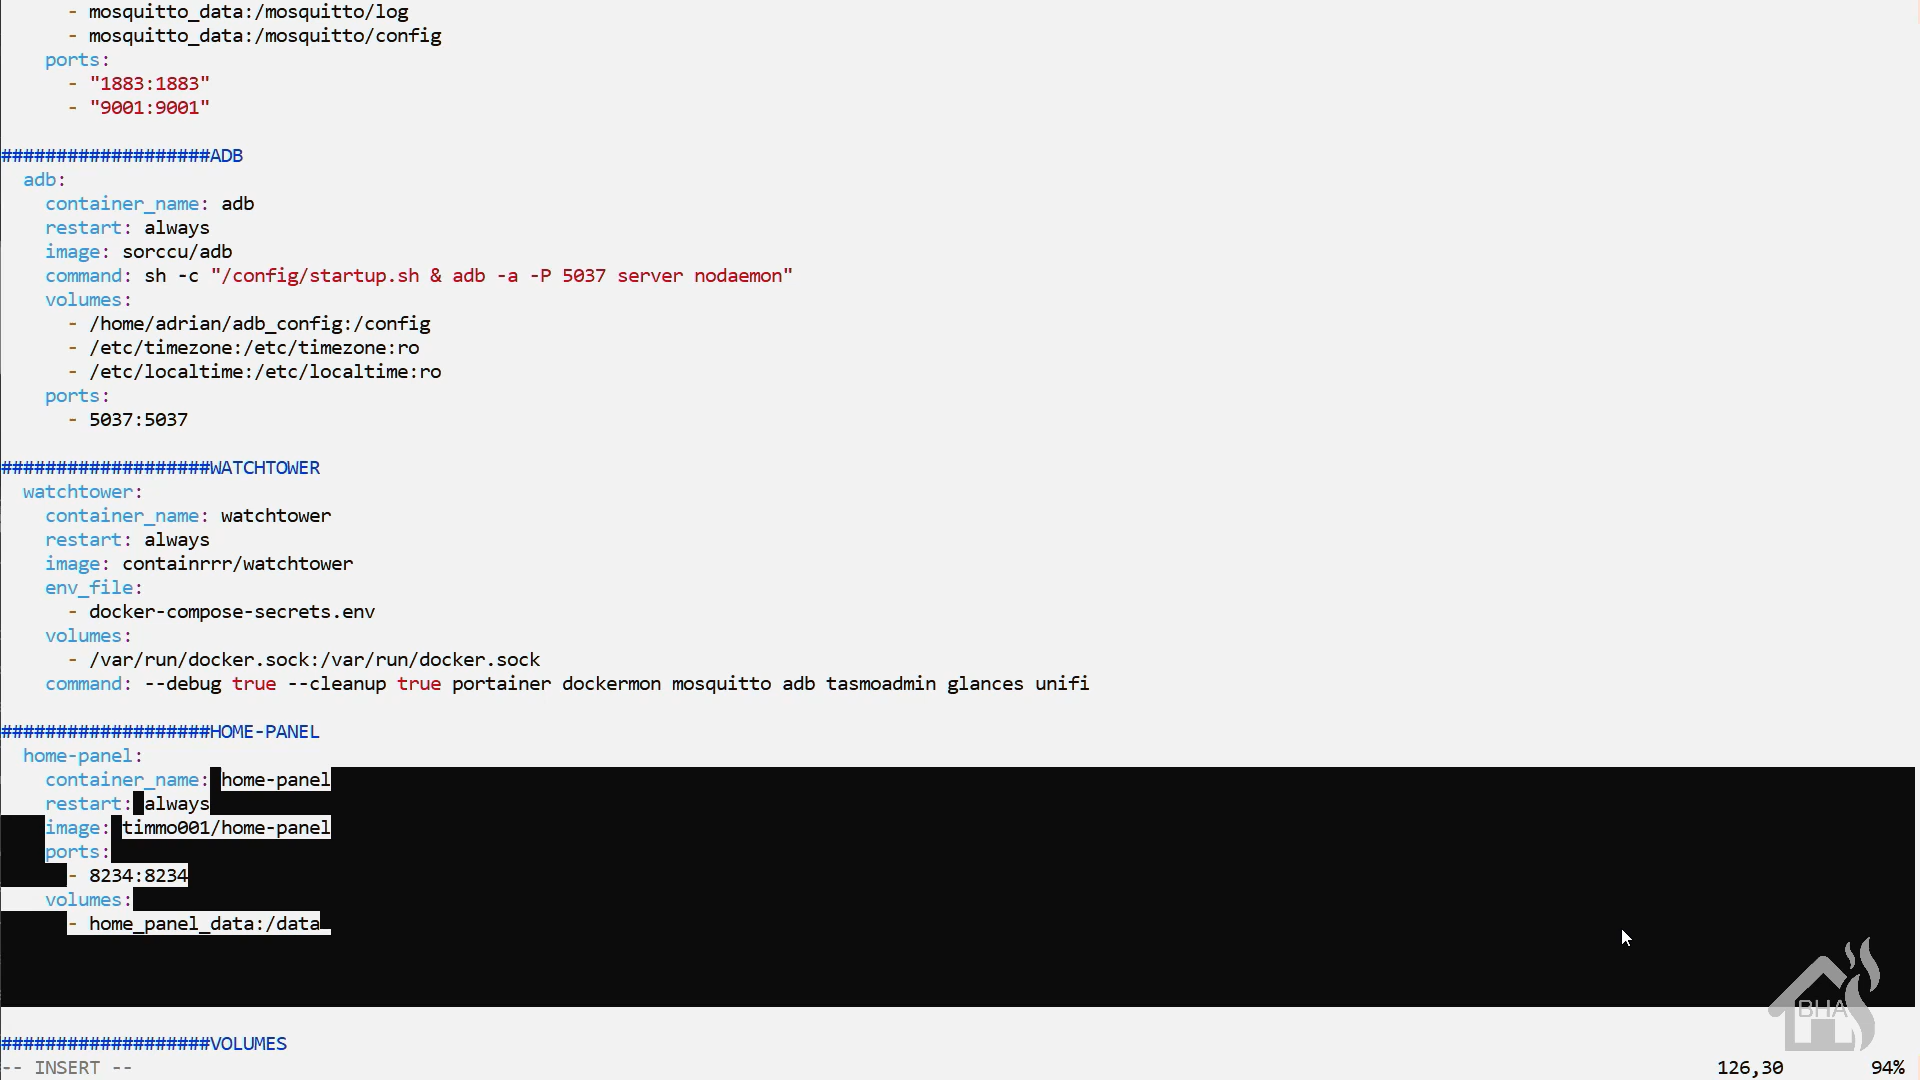 - mosquitto_data:/mosquitto/log
      - mosquitto_data:/mosquitto/config
    ports:
      - "1883:1883"
      - "9001:9001"

###################ADB
  adb:
    container_name: adb
    restart: always
    image: sorccu/adb
    command: sh -c "/config/startup.sh & adb -a -P 5037 server nodaemon"
    volumes:
      - /home/adrian/adb_config:/config
      - /etc/timezone:/etc/timezone:ro
      - /etc/localtime:/etc/localtime:ro
    ports:
      - 5037:5037

###################WATCHTOWER
  watchtower:
    container_name: watchtower
    restart: always
    image: containrrr/watchtower
    env_file:
      - docker-compose-secrets.env
    volumes:
      - /var/run/docker.sock:/var/run/docker.sock
    command: --debug true --cleanup true portainer dockermon mosquitto adb tasmoadmin glances unifi

###################HOME-PANEL
  home-panel:
    container_name: home-panel
    restart: always
    image: timmo001/home-panel
    ports:
      - 8234:8234
    volumes:
      - home_panel_data:/data

BHA
###################VOLUMES
-- INSERT --                    126,30    94%